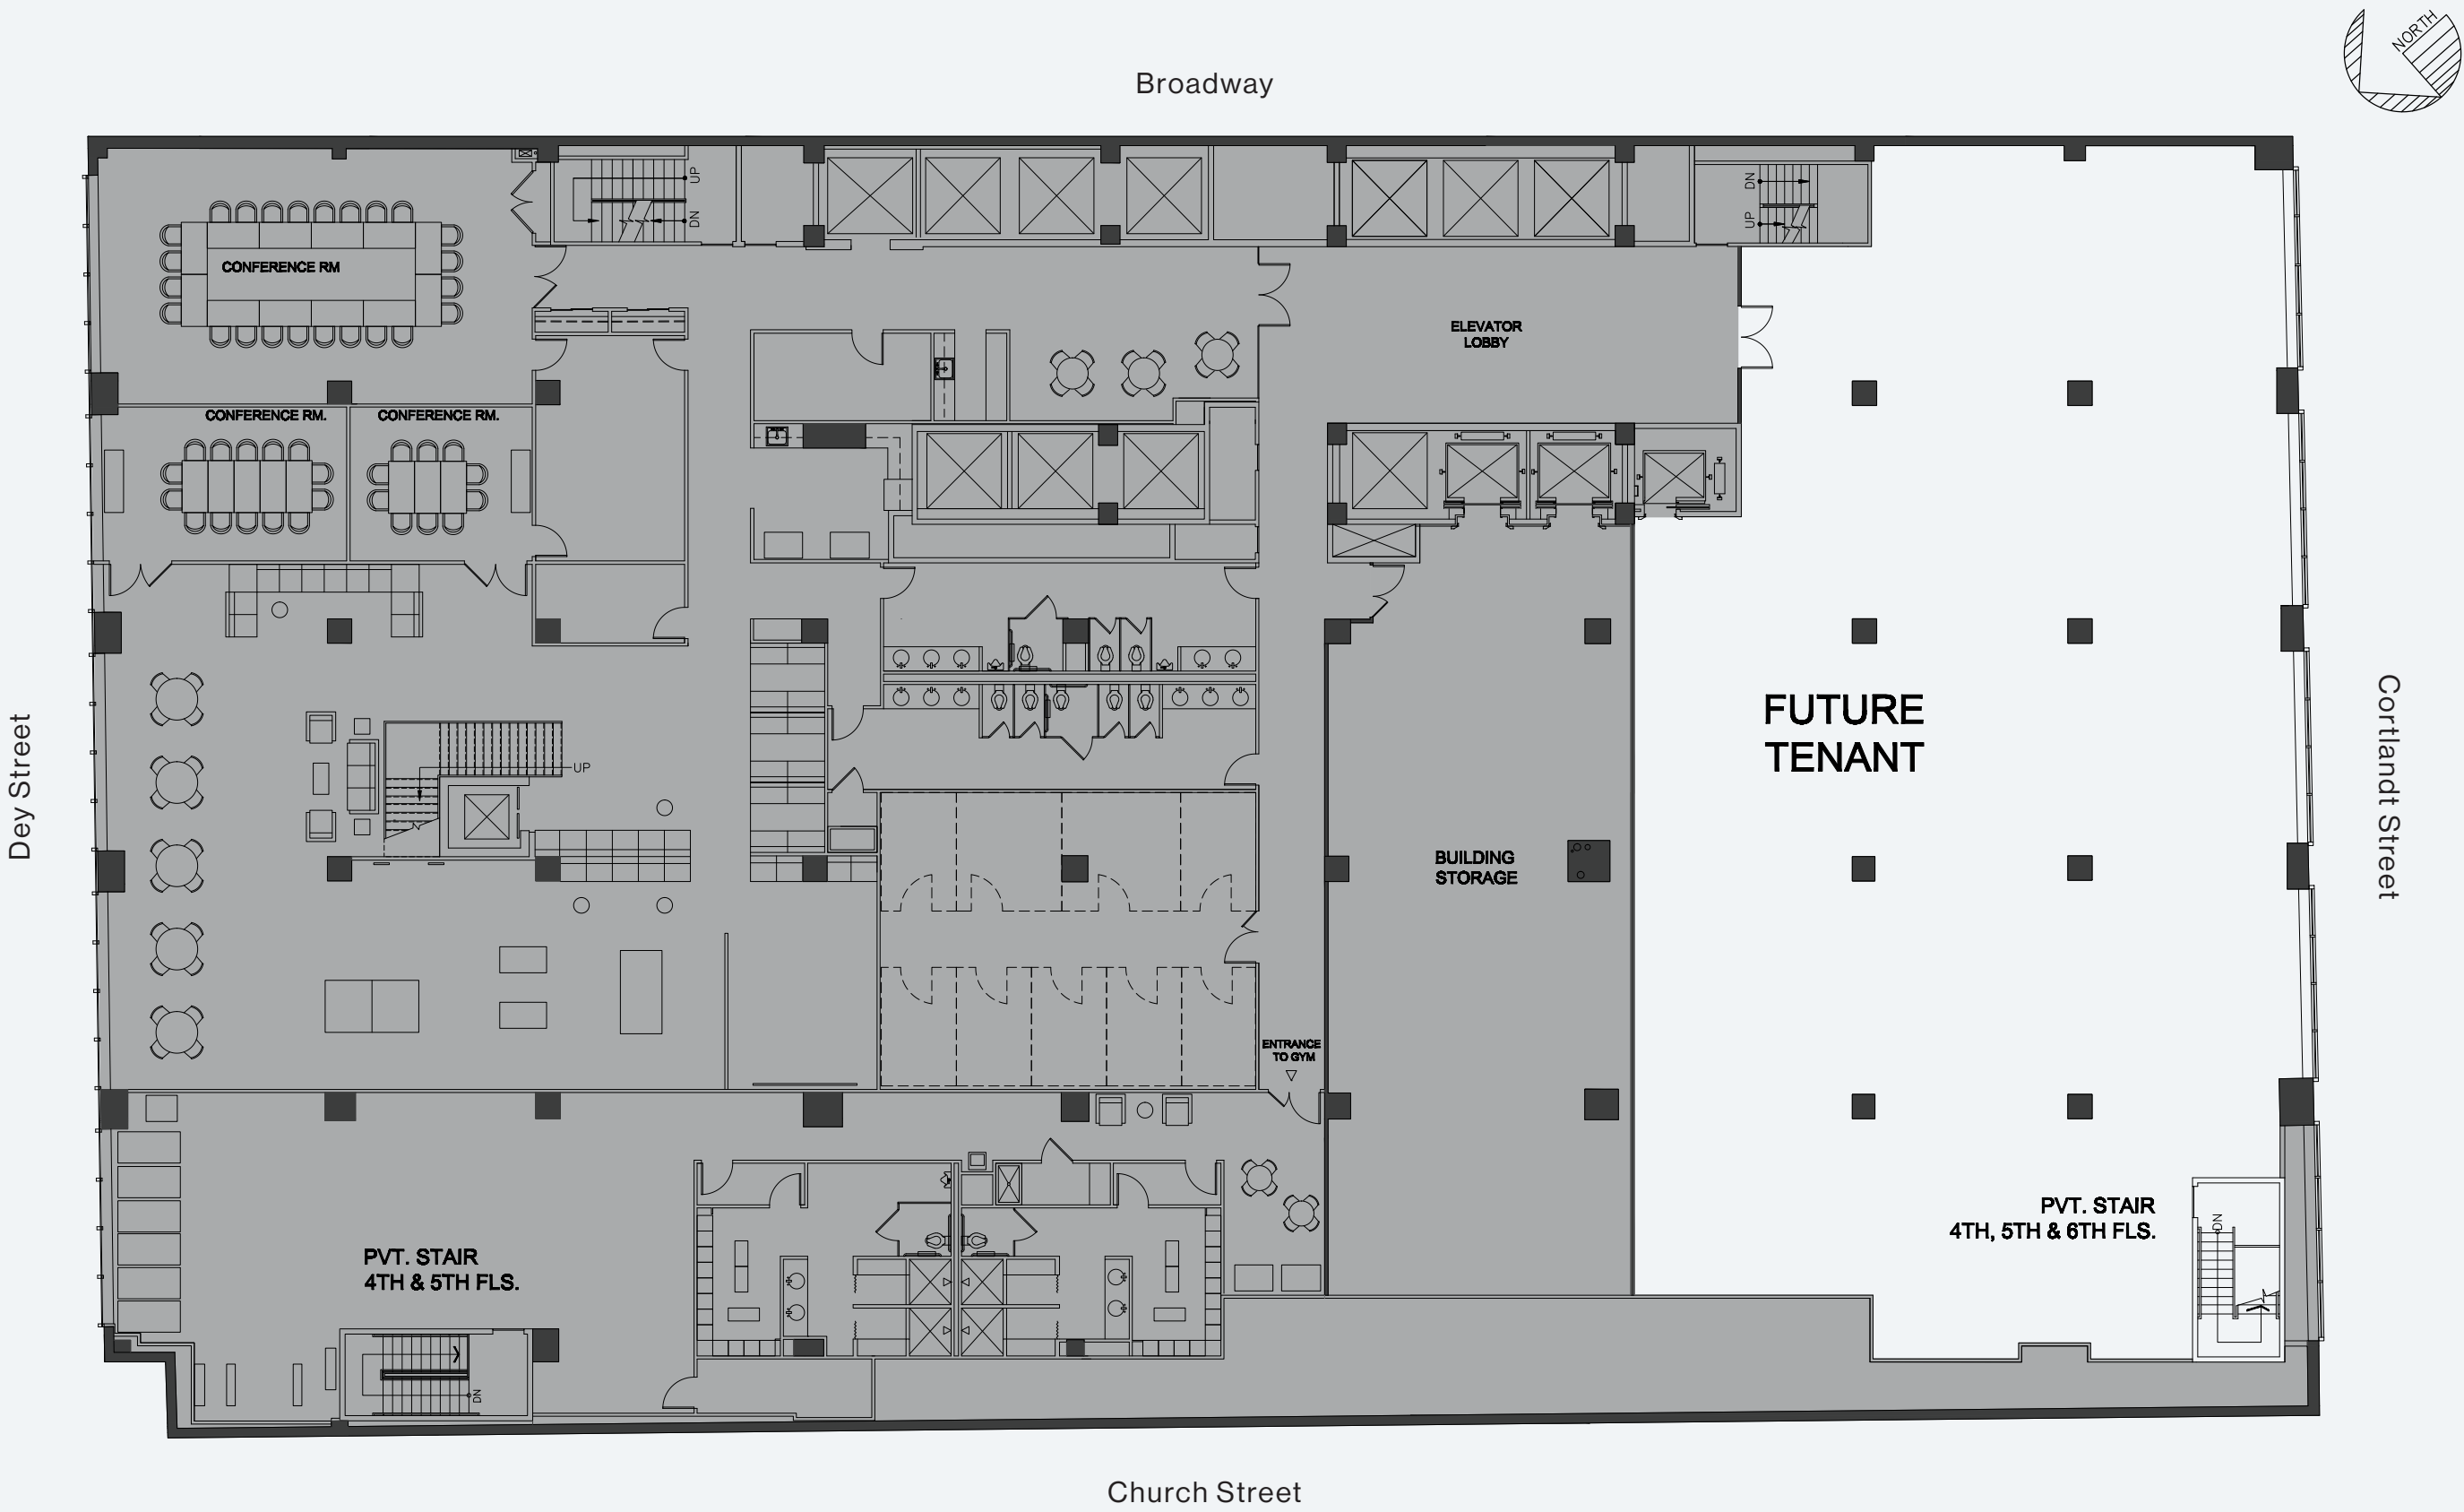 NORTH
Broadway
UP
DN
DN
UP
CONFERENCE RM
ELEVATOR
LOBBY
CONFERENCE RM.
CONFERENCE RM.
Dey Street
UP
FUTURE
TENANT
Cortlandt Street
BUILDING
STORAGE
ENTRANCE
TO GYM
PVT. STAIR
4TH, 5TH & 6TH FLS.
DN
PVT. STAIR
4TH & 5TH FLS.
DN
Church Street